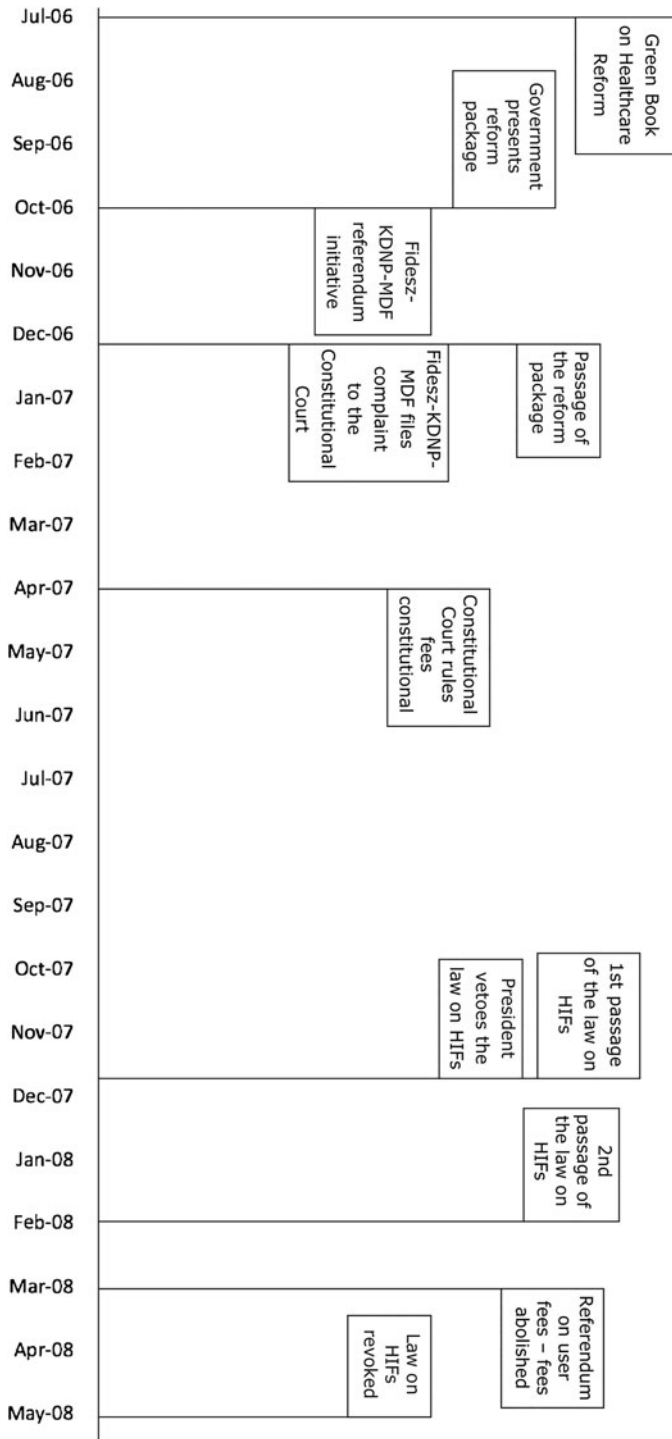 Jul-06
Aug-06
Sep-06
Oct-06
Nov-06
Dec-06
Jan-07
Feb-07
Mar-07
Apr-07
May-07
Jun-07
Jul-07
Aug-07
Sep-07
Oct-07
Nov-07
Dec-07
Jan-08
Feb-08
Mar-08
Apr-08
May-08
Green Book
on Healthcare
Reform
Government
presents
reform
package
Fidesz-
KDNP-MDF
referendum
initiative
Passage of
the reform
package
Fidesz-KDNP-
MDF files
complaint
to the
Constitutional
Court
Constitutional
Court rules
fees
constitutional
1st passage
of the law on
HIFs
President
vetoes the
law on HIFs
2nd
passage of
the law on
HIFs
Referendum
on user
fees – fees
abolished
Law on
HIFs
revoked